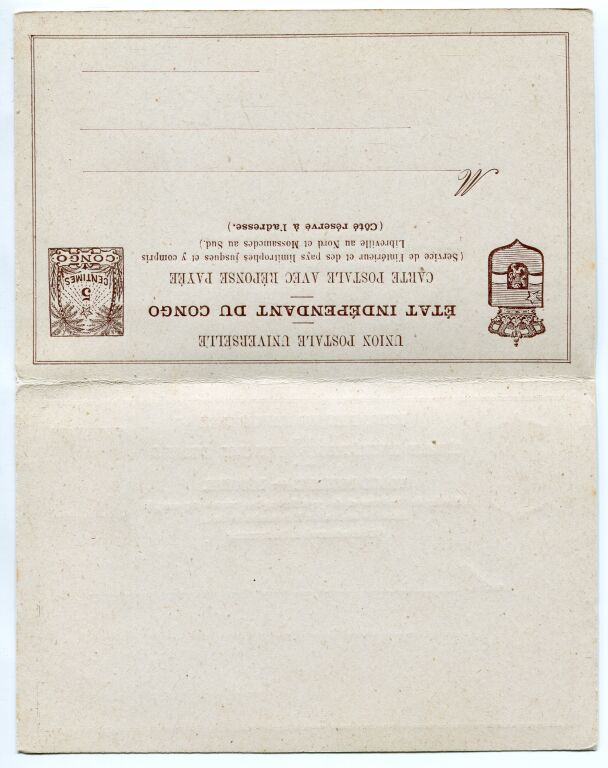 UNION POSTALE UNIVERSELLE
ÉTAT INDÉPENDANT DU CONGO
CARTE POSTALE AVEC RÉPONSE PAYÉE
(Service de l'intérieur et des pays limitrophes jusques et y compris
Libreville au Nord et Mossamedes au Sud.)
(Côté réservé à l'adresse.)
5
CENTIMES
CONGO
M